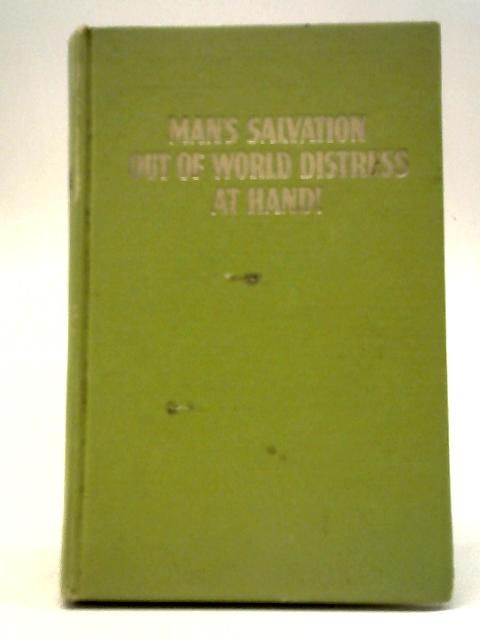 MAN'S SALVATION
OUT OF WORLD DISTRESS
AT HAND!